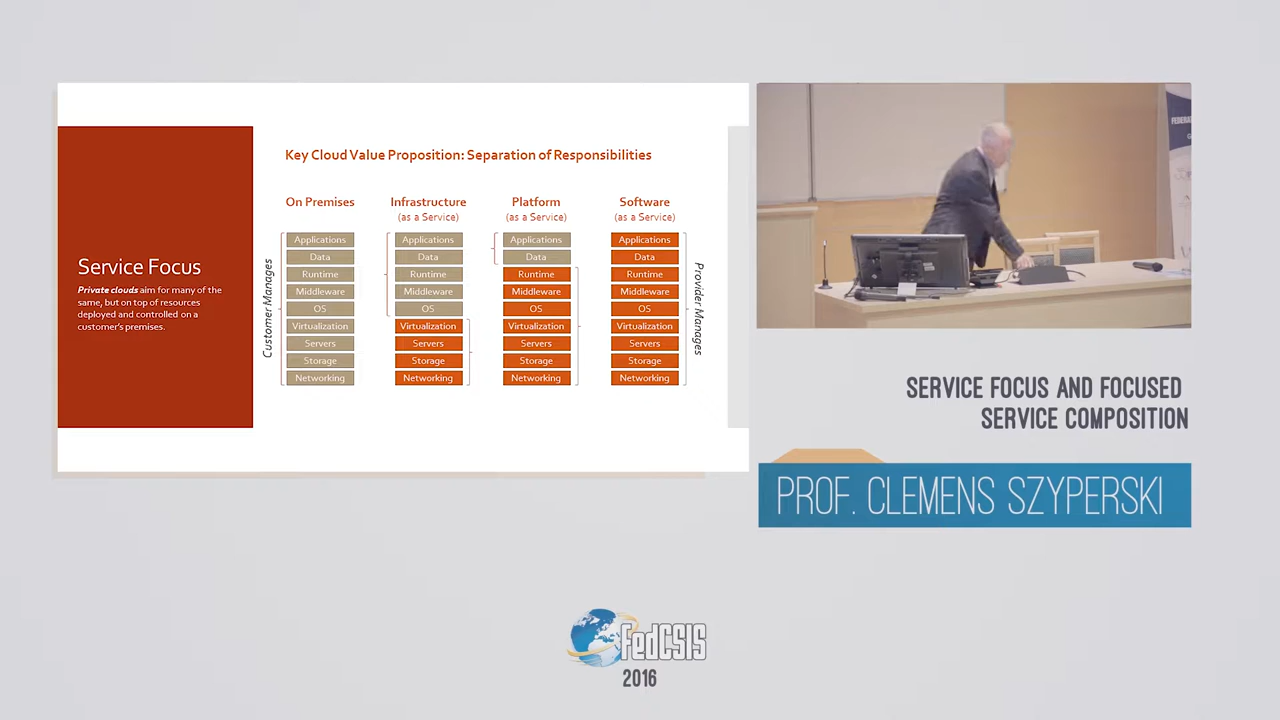 Service Focus
Private clouds aim for many of the
same, but on top of resources
deployed and controlled on a
customer's premises.
Key Cloud Value Proposition: Separation of Responsibilities
Customer Manages
On Premises
Applications
Data
Runtime
Middleware
OS
Virtualization
Servers
Storage
Networking
Infrastructure
(as a Service)
Applications
Data
Runtime
Middleware
OS
Virtualization
Servers
Storage
Networking
Platform
(as a Service)
Applications
Data
Runtime
Middleware
OS
Virtualization
Servers
Storage
Networking
Software
(as a Service)
Applications
Data
Runtime
Middleware
OS
Virtualization
Servers
Storage
Networking
Provider Manages
SERVICE FOCUS AND FOCUSED
SERVICE COMPOSITION
PROF. CLEMENS SZYPERSKI
FedCSIS
2016